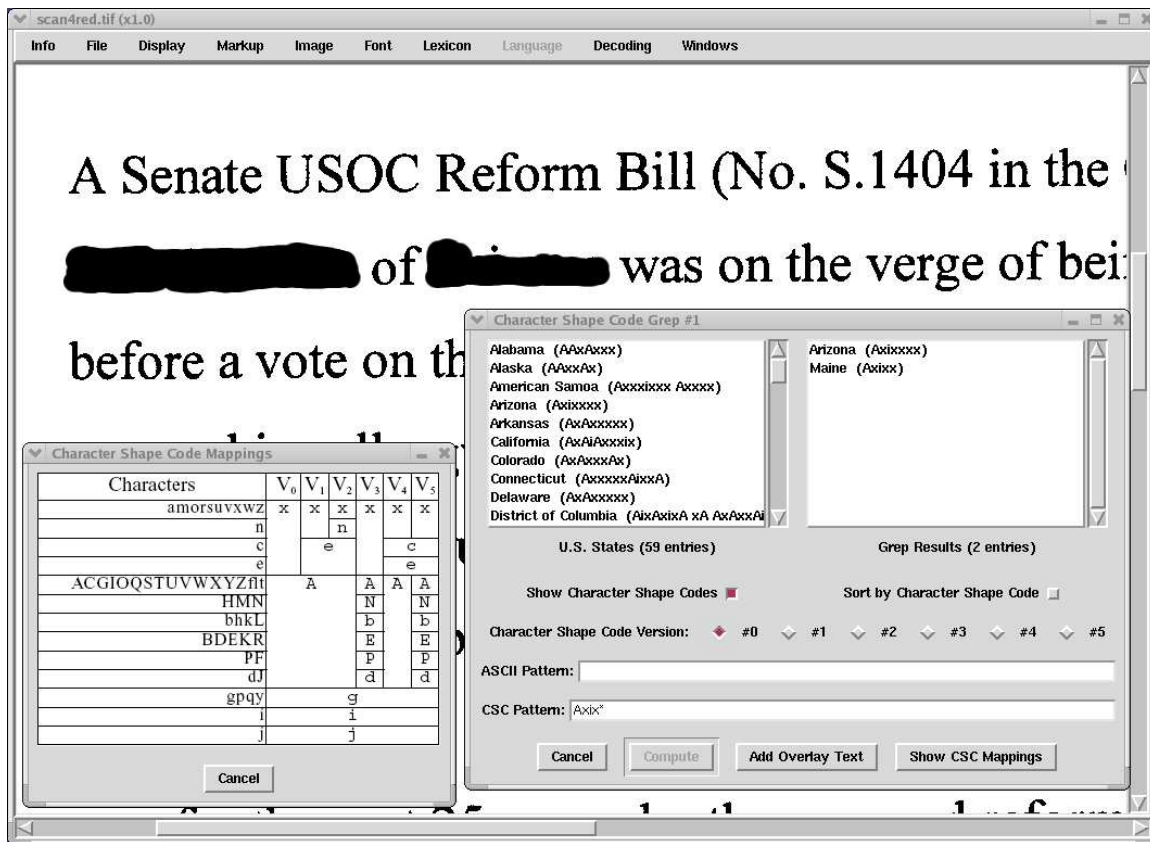 scan4red.tif (x1.0)
Info File Display Markup Image Font Lexicon Language Decoding Windows
A Senate USOC Reform Bill (No. S.1404 in the
of was on the verge of bei
before a vote on th
Character Shape Code Grep #1
Alabama (AAxAxxx)
Alaska (AAxxAx)
American Samoa (Axxxixxx Axxxx)
Arizona (Axixxxx)
Arkansas (AxAxxxxx)
California (AxAiAxxxix)
Colorado (AxAxxxAx)
Connecticut (AxxxxxAixxA)
Delaware (AxAxxxxx)
District of Columbia (AixAxixA xA AxAxxAi
U.S. States (59 entries)
Arizona (Axixxxx)
Maine (Axixx)
Grep Results (2 entries)
Show Character Shape Codes Sort by Character Shape Code
Character Shape Code Version: #0 #1 #2 #3 #4 #5
ASCII Pattern:
CSC Pattern: Axix*
Cancel Compute Add Overlay Text Show CSC Mappings
Character Shape Code Mappings
Characters V0 V1 V2 V3 V4 V5
amorsuvxwz x x x x x x
n n
c e c
e e
ACGIOQSTUVWXYZflt A A A A
HMN N N
bhkL b b
BDEKR E E
PF P P
dJ d d
gpqy g
i i
j j
Cancel